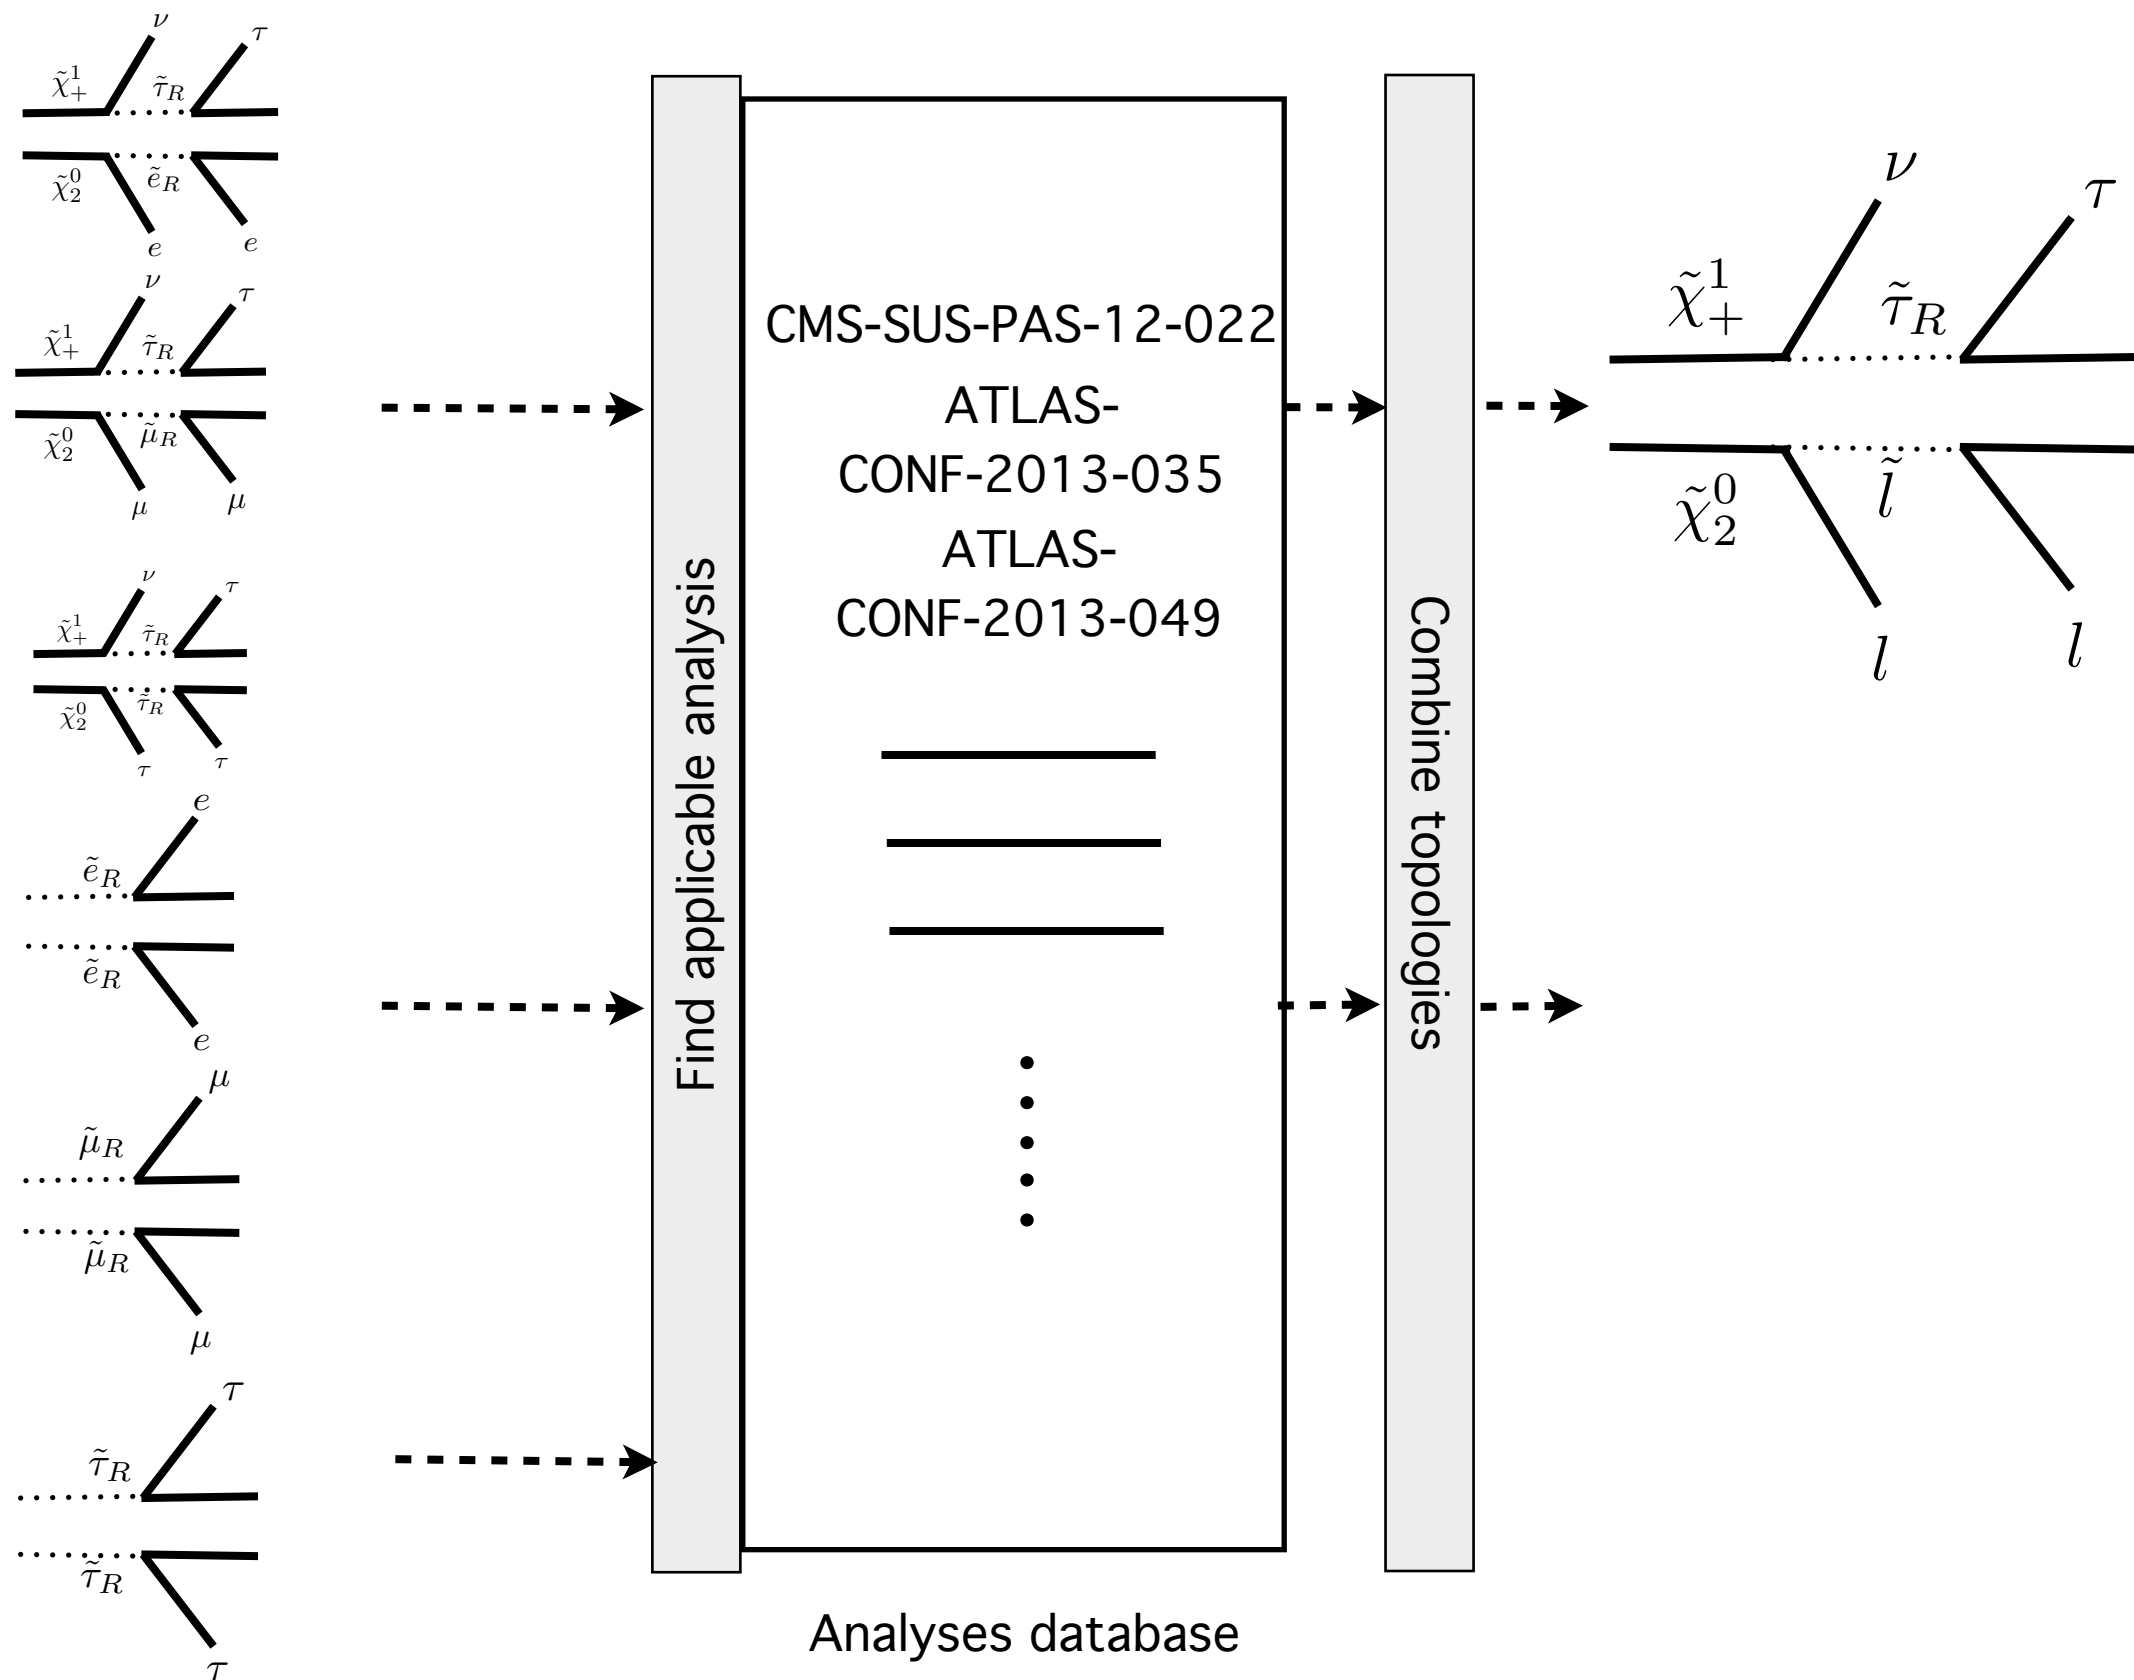 ν
τ
χ̃¹₊
τ̃_R
χ̃⁰₂
ẽ_R
e
e
ν
τ
χ̃¹₊
τ̃_R
χ̃⁰₂
μ̃_R
μ
μ
ν
τ
χ̃¹₊
τ̃_R
χ̃⁰₂
τ̃_R
τ
τ
e
ẽ_R
ẽ_R
e
μ
μ̃_R
μ̃_R
μ
τ
τ̃_R
τ̃_R
τ
Find applicable analysis
CMS-SUS-PAS-12-022
ATLAS-
CONF-2013-035
ATLAS-
CONF-2013-049
Analyses database
Combine topologies
ν
τ
χ̃¹₊
τ̃_R
χ̃⁰₂
l̃
l
l